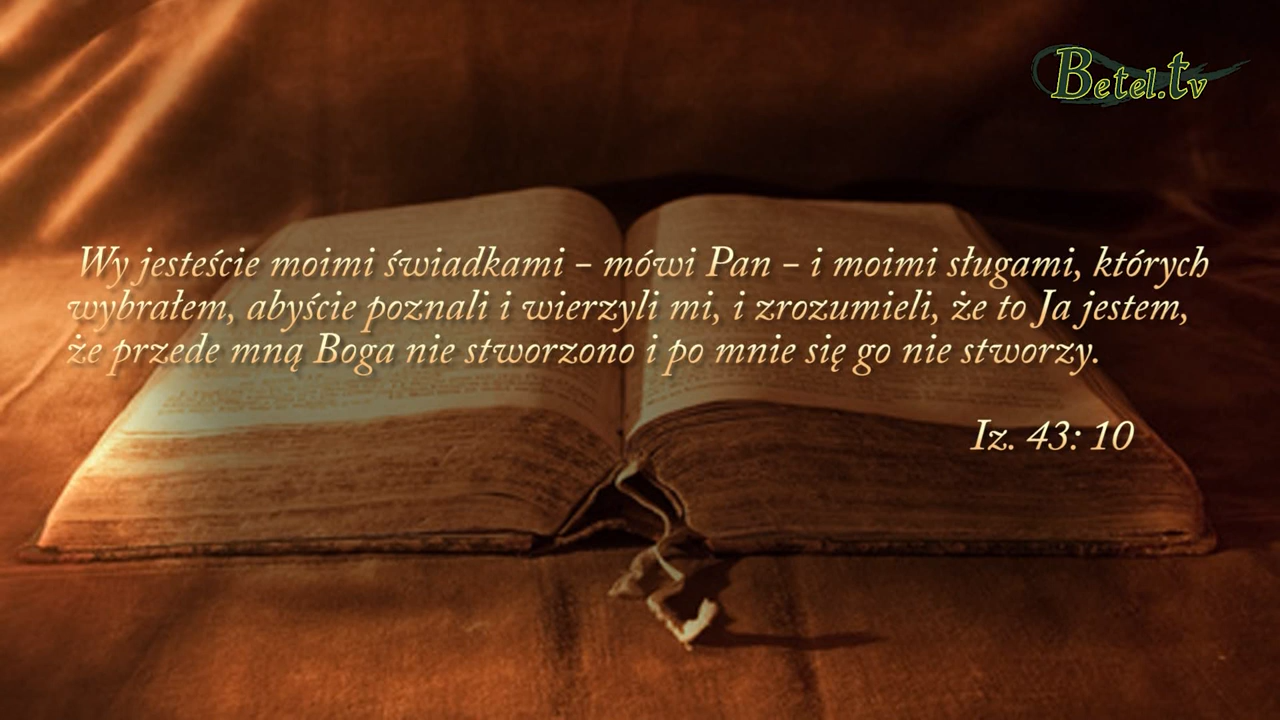 Betel.tv
Wy jesteście moimi świadkami – mówi Pan – i moimi sługami, których
wybrałem, abyście poznali i wierzyli mi, i zrozumieli, że to Ja jestem,
że przede mną Boga nie stworzono i po mnie się go nie stworzy.
Iz. 43: 10